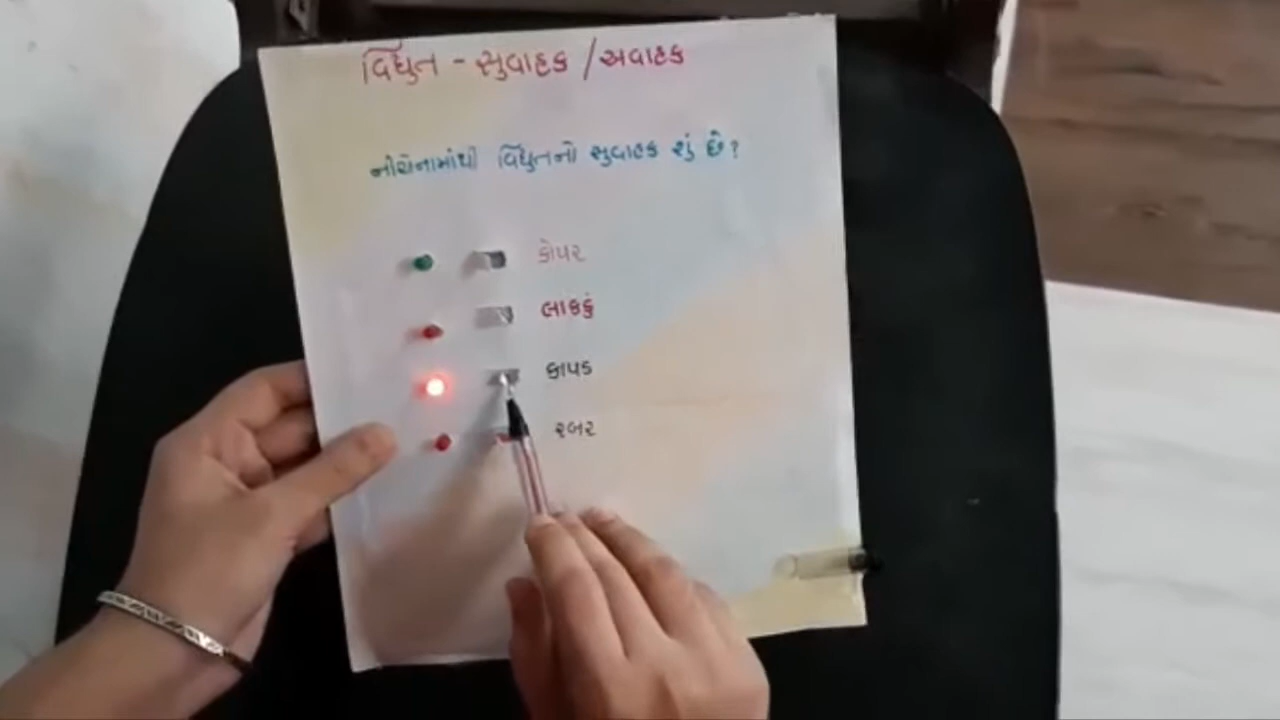 વિદ્યુત - સુવાહક / અવાહક
નીચેનામાંથી વિદ્યુતનો સુવાહક શું છે?
કોપર
લાકડું
કાપડ
રબર